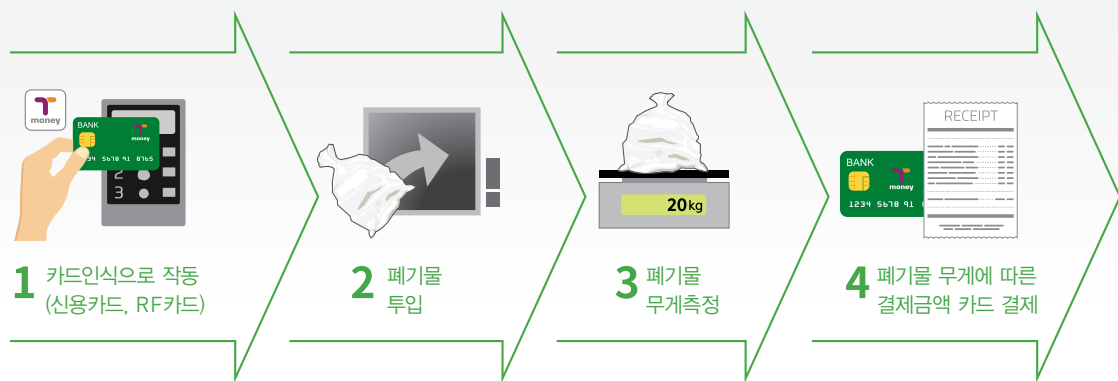 T
money
BANK
T
money
1234 5678 91 8765
2
3
20kg
BANK
T
money
1234 5678 91
RECEIPT
1 카드인식으로 작동
(신용카드, RF카드)
2 폐기물
투입
3 폐기물
무게측정
4 폐기물 무게에 따른
결제금액 카드 결제